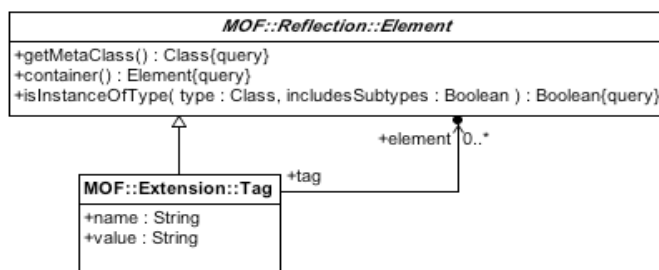 MOF::Reflection::Element
+getMetaClass() : Class{query}
+container() : Element{query}
+isInstanceOfType( type : Class, includesSubtypes : Boolean ) : Boolean{query}
+element 0..*
+tag
MOF::Extension::Tag
+name : String
+value : String